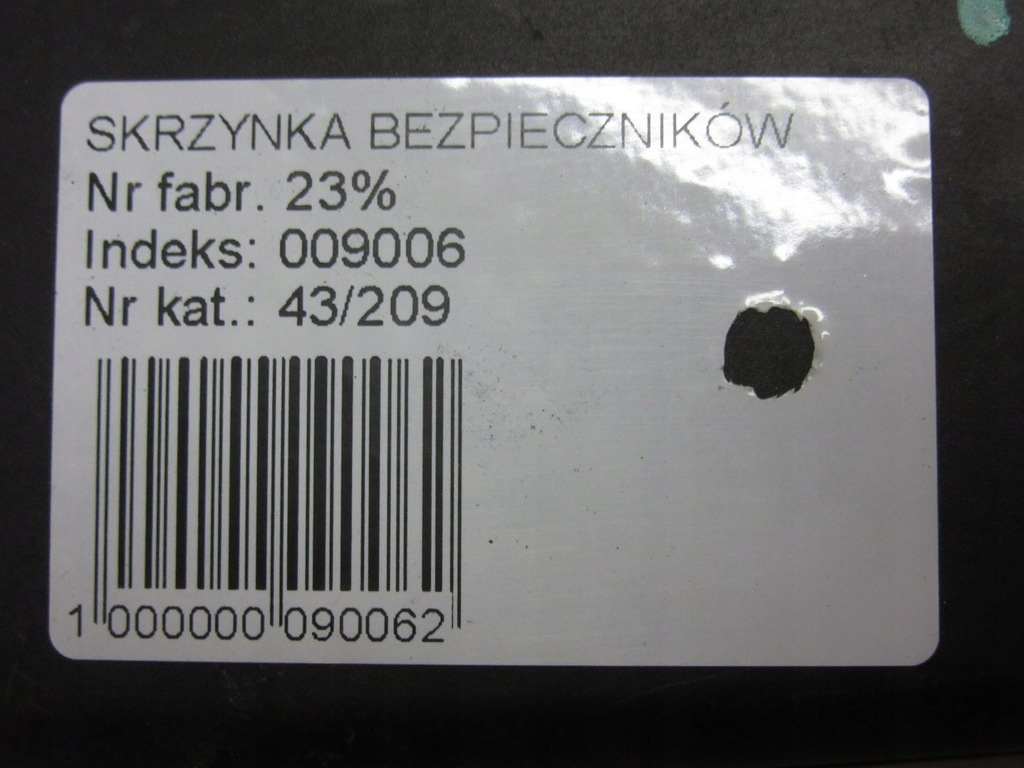 SKRZYNKA BEZPIECZNIKÓW
Nr fabr. 23%
Indeks: 009006
Nr kat.: 43/209
1 000000 090062